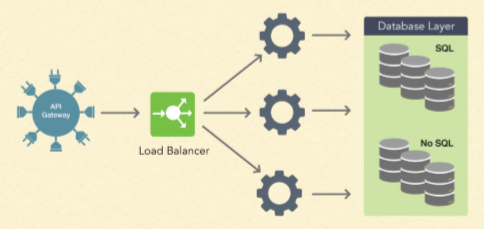 API
Gateway
Load Balancer
Database Layer
SQL
No SQL